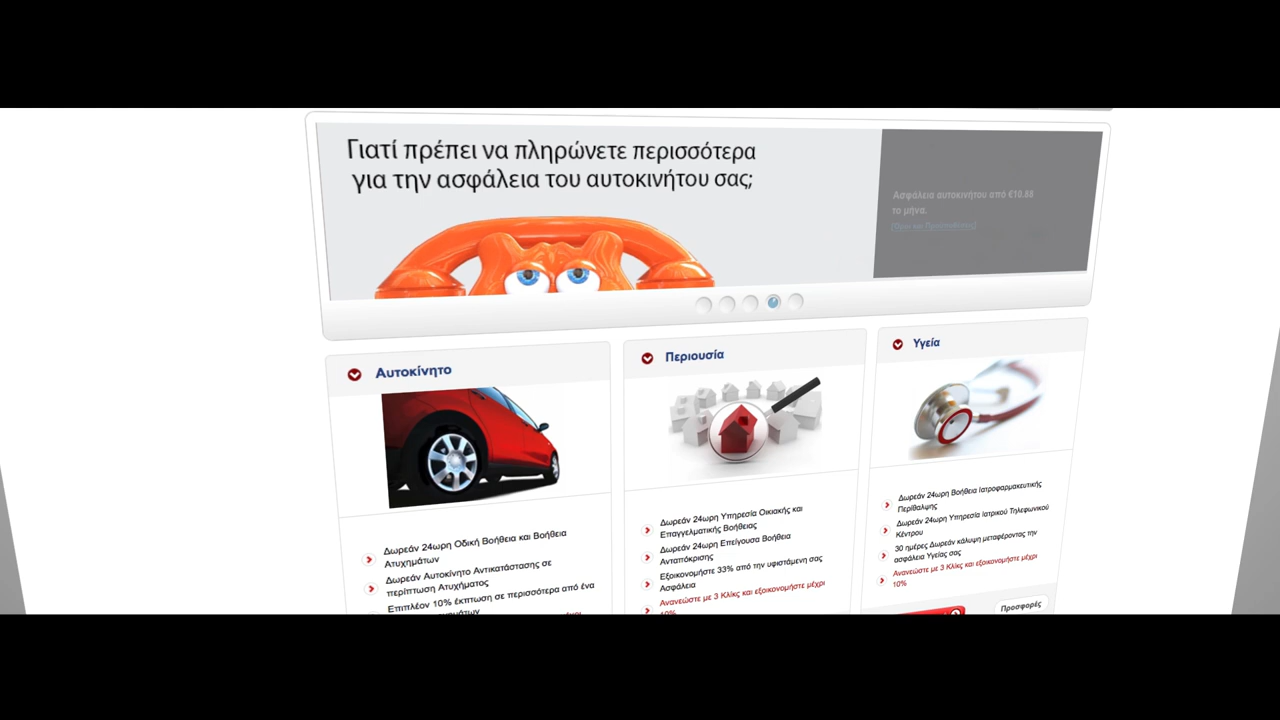 Γιατί πρέπει να πληρώνετε περισσότερα
για την ασφάλεια του αυτοκινήτου σας;
Ασφάλεια αυτοκινήτου από €10.88
το μήνα.
[Όροι και Προϋποθέσεις]
Αυτοκίνητο
Δωρεάν 24ωρη Οδική Βοήθεια και Βοήθεια
Ατυχημάτων
Δωρεάν Αυτοκίνητο Αντικατάστασης σε
περίπτωση Ατυχήματος
Επιπλέον 10% έκπτωση σε περισσότερα από ένα
Περιουσία
Δωρεάν 24ωρη Υπηρεσία Οικιακής και
Επαγγελματικής Βοήθειας
Δωρεάν 24ωρη Επείγουσα Βοήθεια
Ανταπόκρισης
Εξοικονομήστε 33% από την υφιστάμενη σας
Ασφάλεια
Ανανεώστε με 3 Κλίκς και εξοικονομήστε μέχρι
10%
Υγεία
Δωρεάν 24ωρη Βοήθεια Ιατροφαρμακευτικής
Περίθαλψης
Δωρεάν 24ωρη Υπηρεσία Ιατρικού Τηλεφωνικού
Κέντρου
30 ημέρες Δωρεάν κάλυψη μεταφέροντας την
ασφάλεια Υγείας σας
Ανανεώστε με 3 Κλίκς και εξοικονομήστε μέχρι
10%
Προσφορές